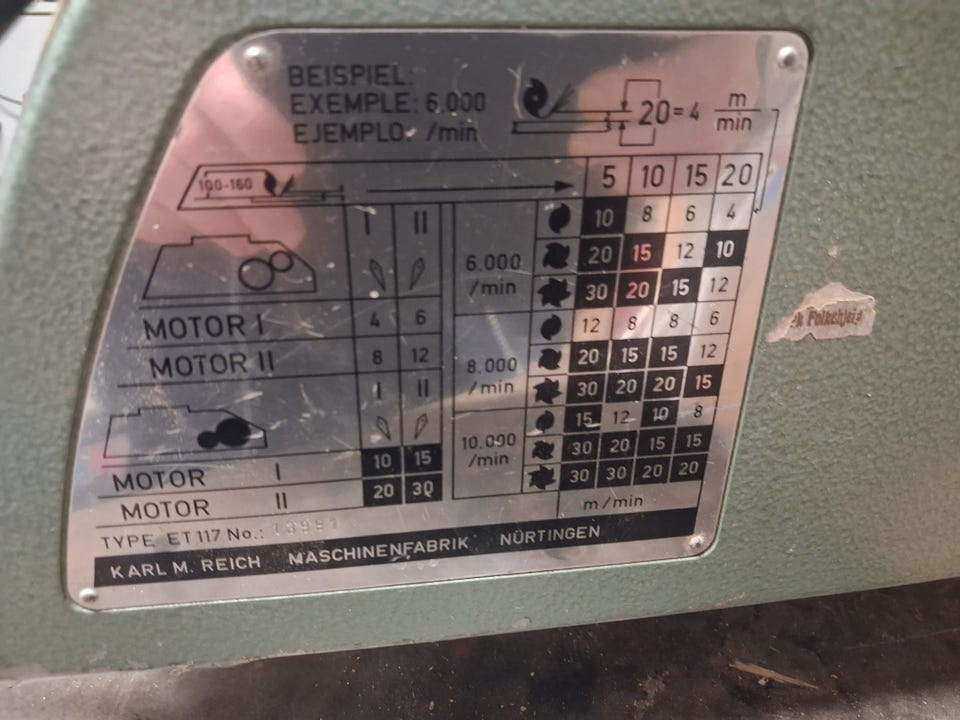 BEISPIEL:
EXEMPLE: 6.000
EJEMPLO: /min
20 = 4 m/min
100-160 5 10 15 20
I II
6.000 /min
10 8 6 4
20 15 12 10
30 20 15 12
MOTOR I 4 6
MOTOR II 8 12
8.000 /min
12 8 8 6
20 15 15 12
30 20 20 15
I II
10.000 /min
15 12 10 8
30 20 15 15
30 30 20 20
MOTOR I 10 15
MOTOR II 20 30
m/min
TYPE ET117 No.:
KARL M. REICH MASCHINENFABRIK NÜRTINGEN